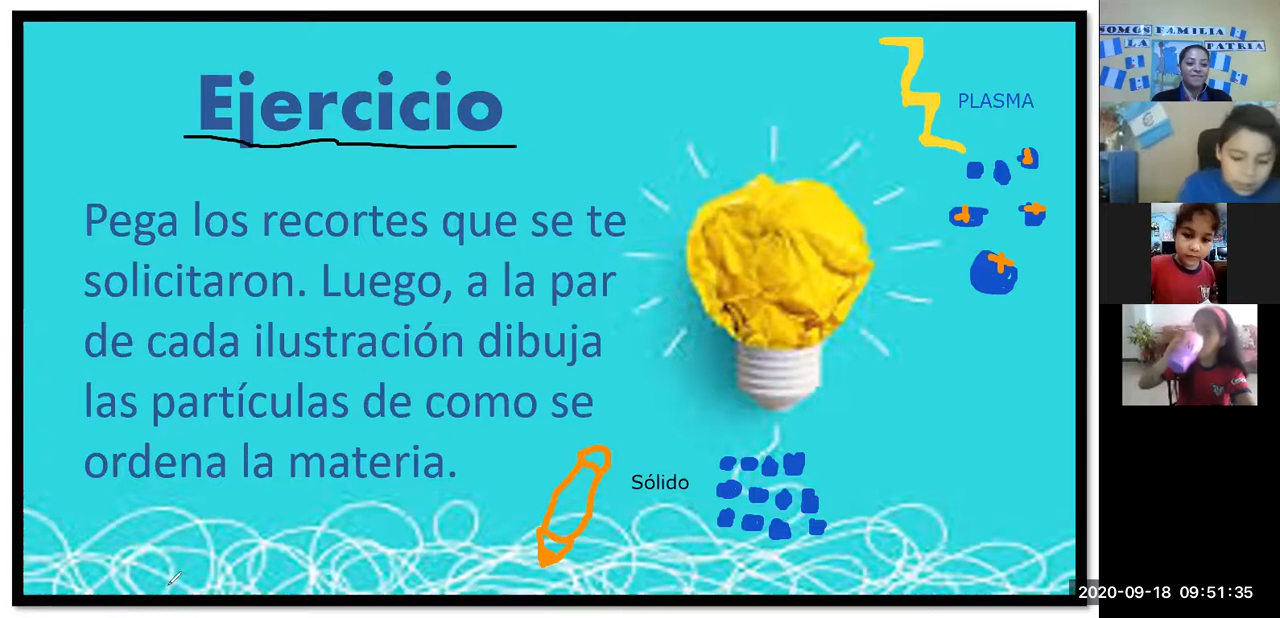 Ejercicio
Pega los recortes que se te
solicitaron. Luego, a la par
de cada ilustración dibuja
las partículas de como se
ordena la materia.
PLASMA
Sólido
SOMOS FAMILIA
LA PATRIA
2020-09-18 09:51:35